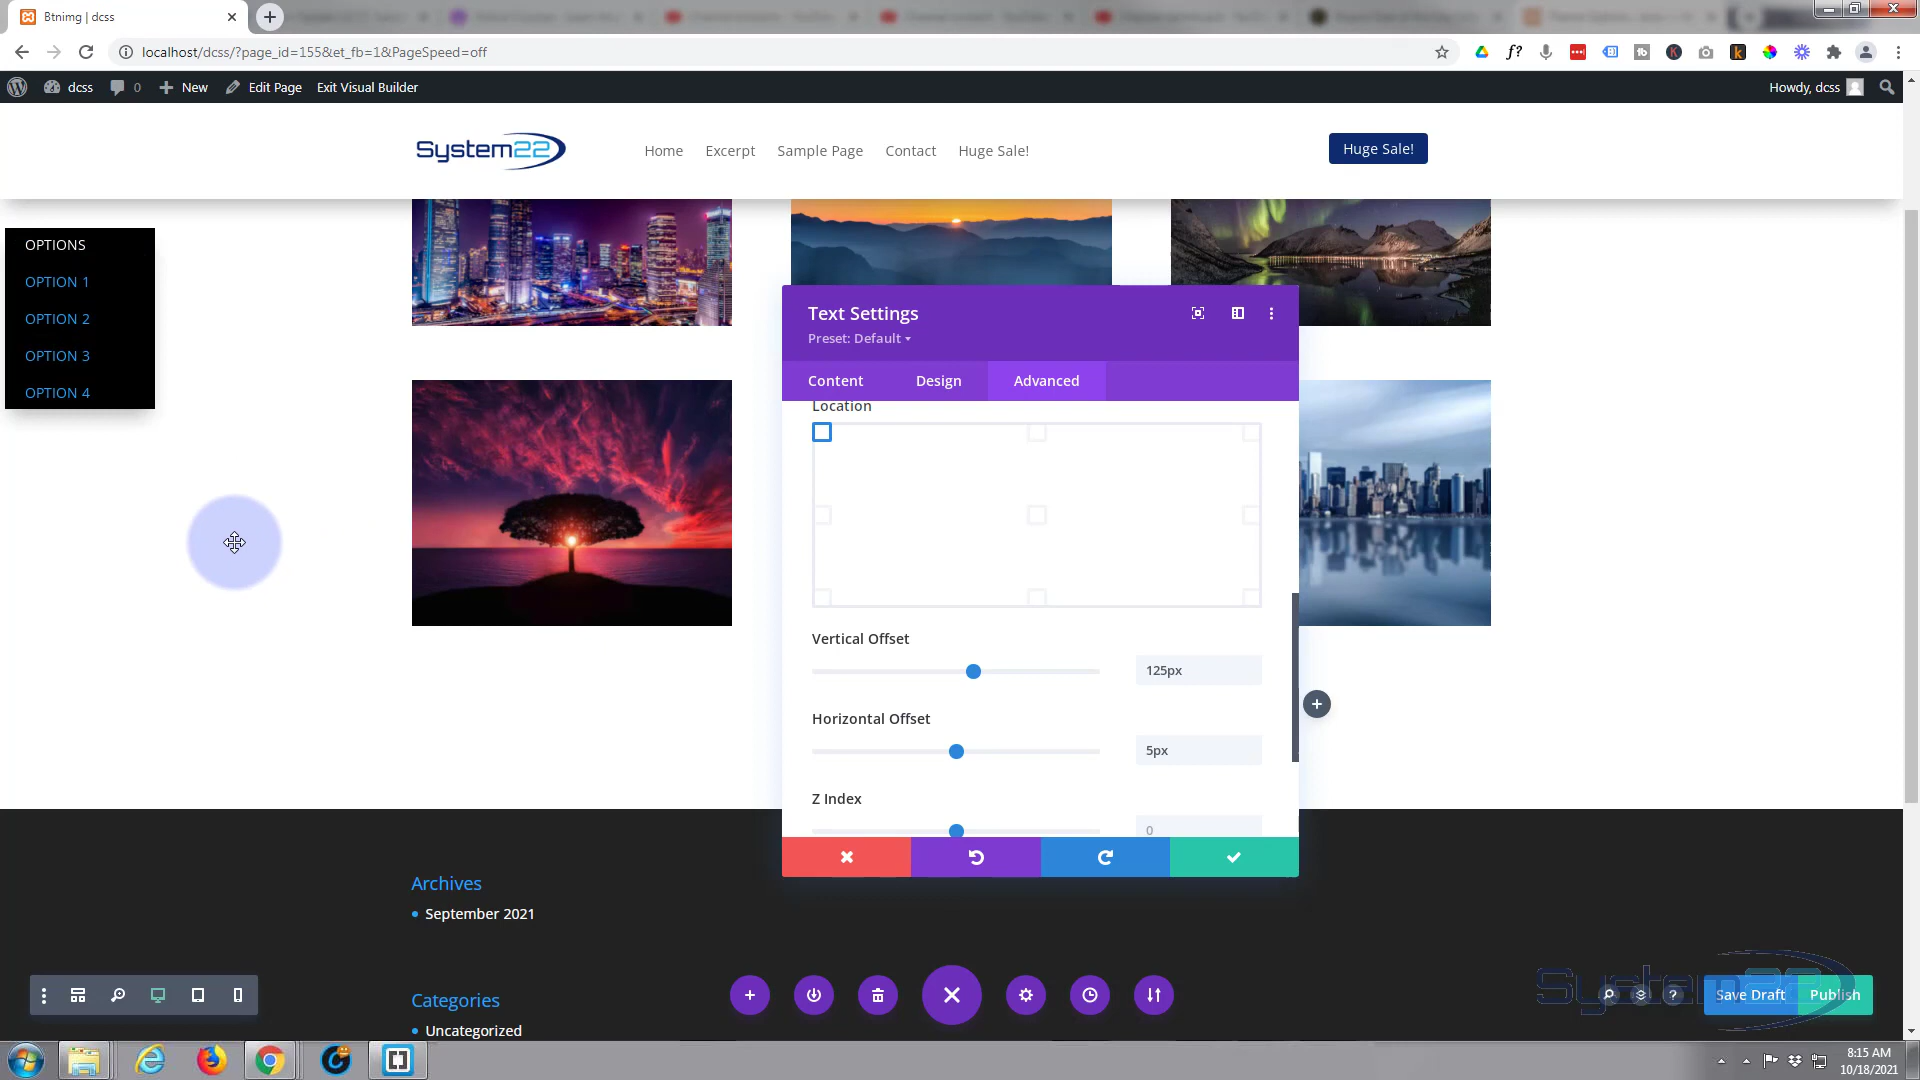 Btnimg | dcss
localhost/dcss/?page_id=155&et_fb=1&PageSpeed=off
dcss 0 New Edit Page Exit Visual Builder Howdy, dcss
System22 Home Excerpt Sample Page Contact Huge Sale! Huge Sale!
OPTIONS
OPTION 1
OPTION 2
OPTION 3
OPTION 4
Text Settings
Preset: Default
Content Design Advanced
Location
Vertical Offset
125px
Horizontal Offset
5px
Z Index
0
Archives
September 2021
Categories
Uncategorized
System22
Save Draft Publish
8:15 AM
10/18/2021